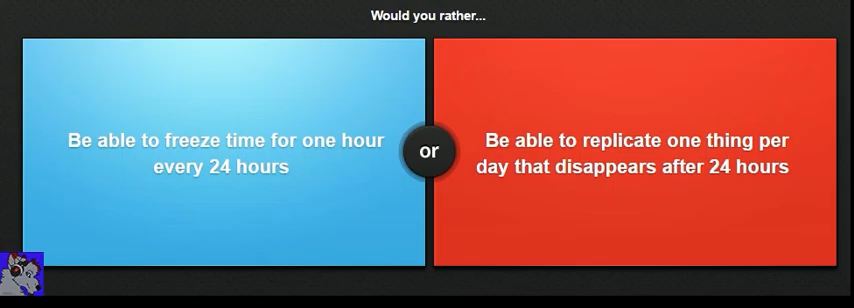 Would you rather...
Be able to freeze time for one hour
every 24 hours
or
Be able to replicate one thing per
day that disappears after 24 hours